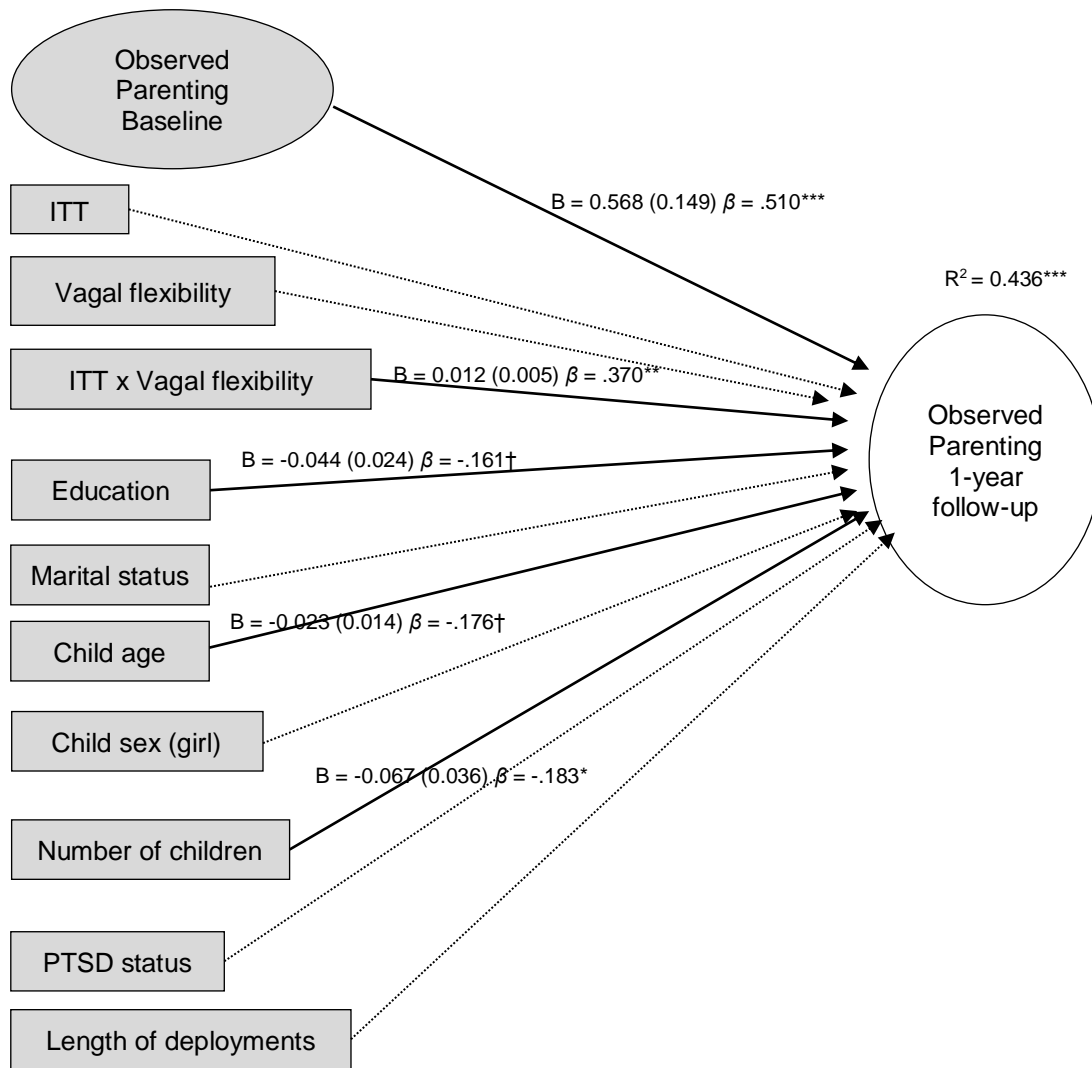 Observed
Parenting
Baseline
B = 0.568 (0.149) β = .510***
ITT
Vagal flexibility
R² = 0.436***
ITT x Vagal flexibility
B = 0.012 (0.005) β = .370**
Observed
Parenting
1-year
follow-up
B = -0.044 (0.024) β = -.161†
Education
Marital status
B = -0.023 (0.014) β = -.176†
Child age
Child sex (girl)
B = -0.067 (0.036) β = -.183*
Number of children
PTSD status
Length of deployments